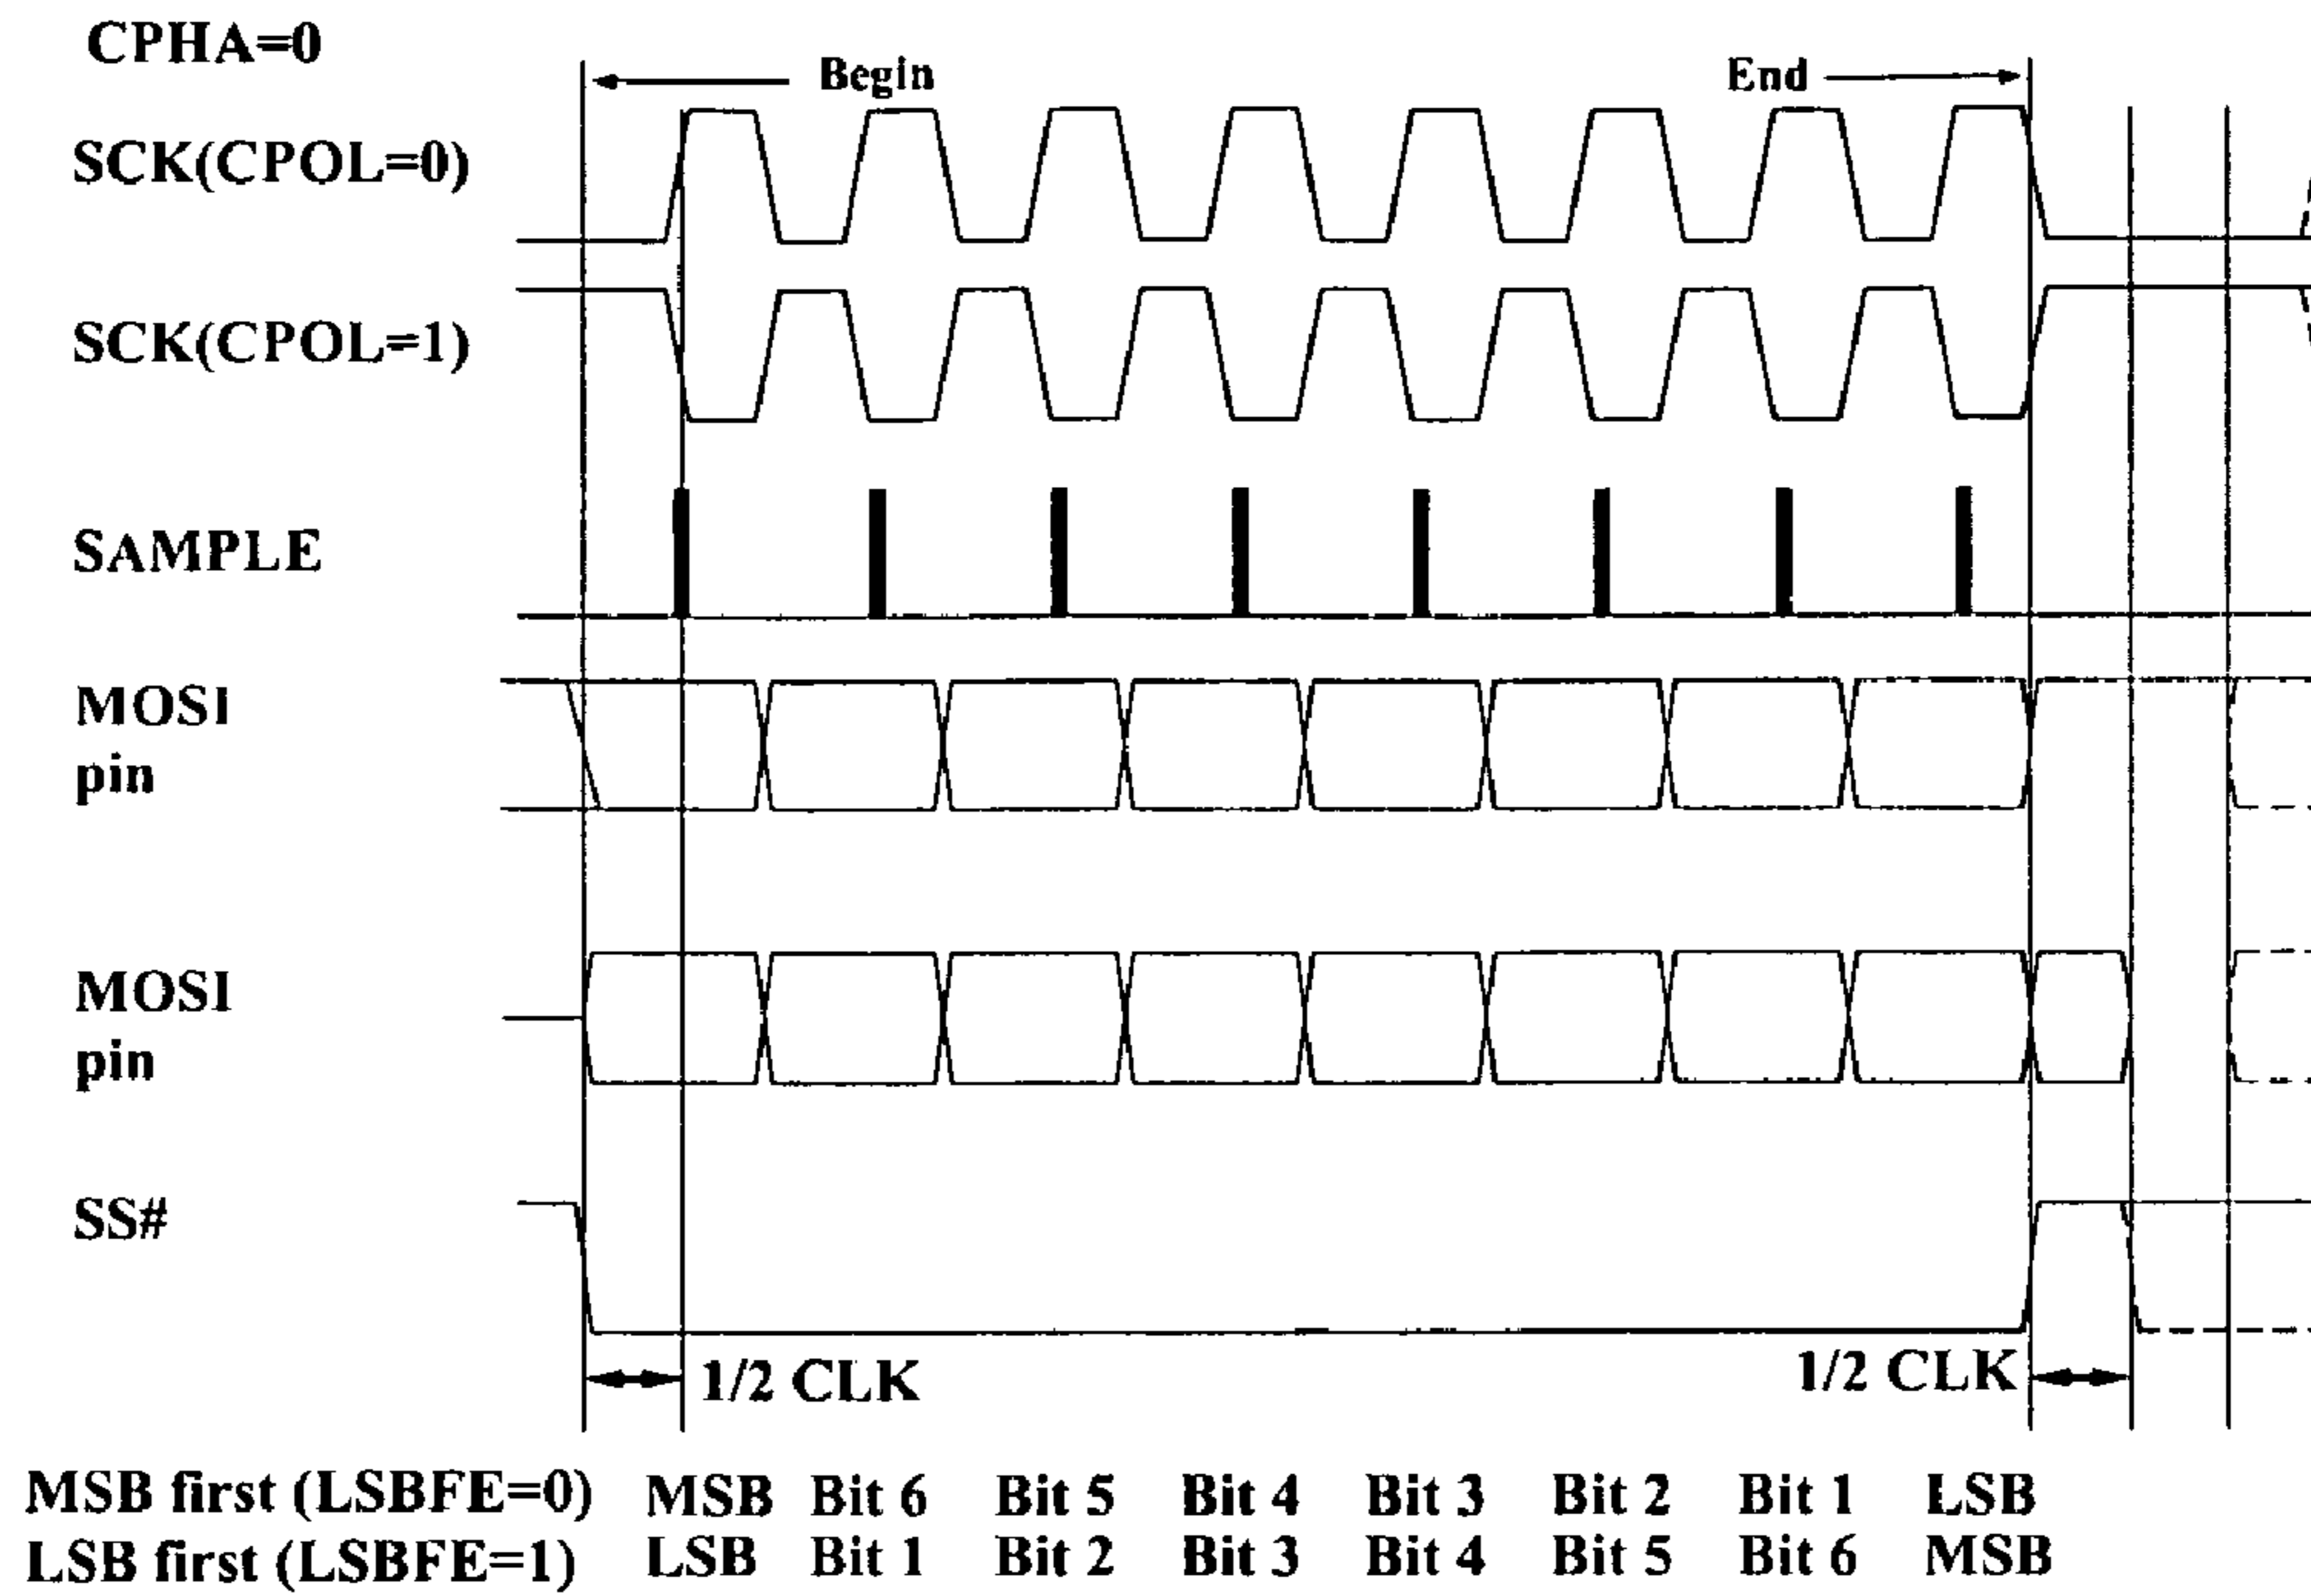 CPHA=0
Begin
End
SCK(CPOL=0)
SCK(CPOL=1)
SAMPLE
MOSI
pin
MOSI
pin
SS#
1/2 CLK
1/2 CLK
MSB first (LSBFE=0) MSB Bit 6 Bit 5 Bit 4 Bit 3 Bit 2 Bit 1 LSB
LSB first (LSBFE=1) LSB Bit 1 Bit 2 Bit 3 Bit 4 Bit 5 Bit 6 MSB